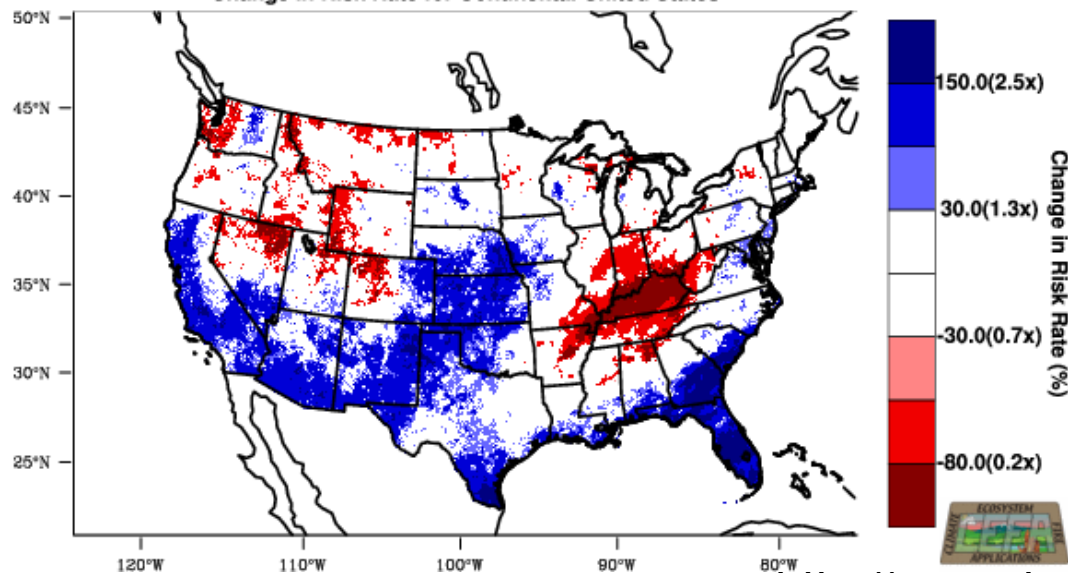 Change in Risk Rate for Continental United States
50°N
45°N
40°N
35°N
30°N
25°N
120°W
110°W
100°W
90°W
80°W
150.0(2.5x)
30.0(1.3x)
-30.0(0.7x)
-80.0(0.2x)
Change in Risk Rate (%)
ECOSYSTEM
CLIMATE
FIRE
APPLICATIONS